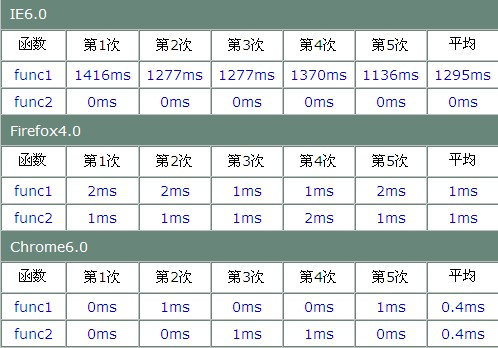 IE6.0
函数 第1次 第2次 第3次 第4次 第5次 平均
func1 1416ms 1277ms 1277ms 1370ms 1136ms 1295ms
func2 0ms 0ms 0ms 0ms 0ms 0ms
Firefox4.0
函数 第1次 第2次 第3次 第4次 第5次 平均
func1 2ms 2ms 1ms 1ms 2ms 1ms
func2 1ms 1ms 1ms 2ms 1ms 1ms
Chrome6.0
函数 第1次 第2次 第3次 第4次 第5次 平均
func1 0ms 1ms 0ms 0ms 1ms 0.4ms
func2 0ms 0ms 1ms 1ms 0ms 0.4ms